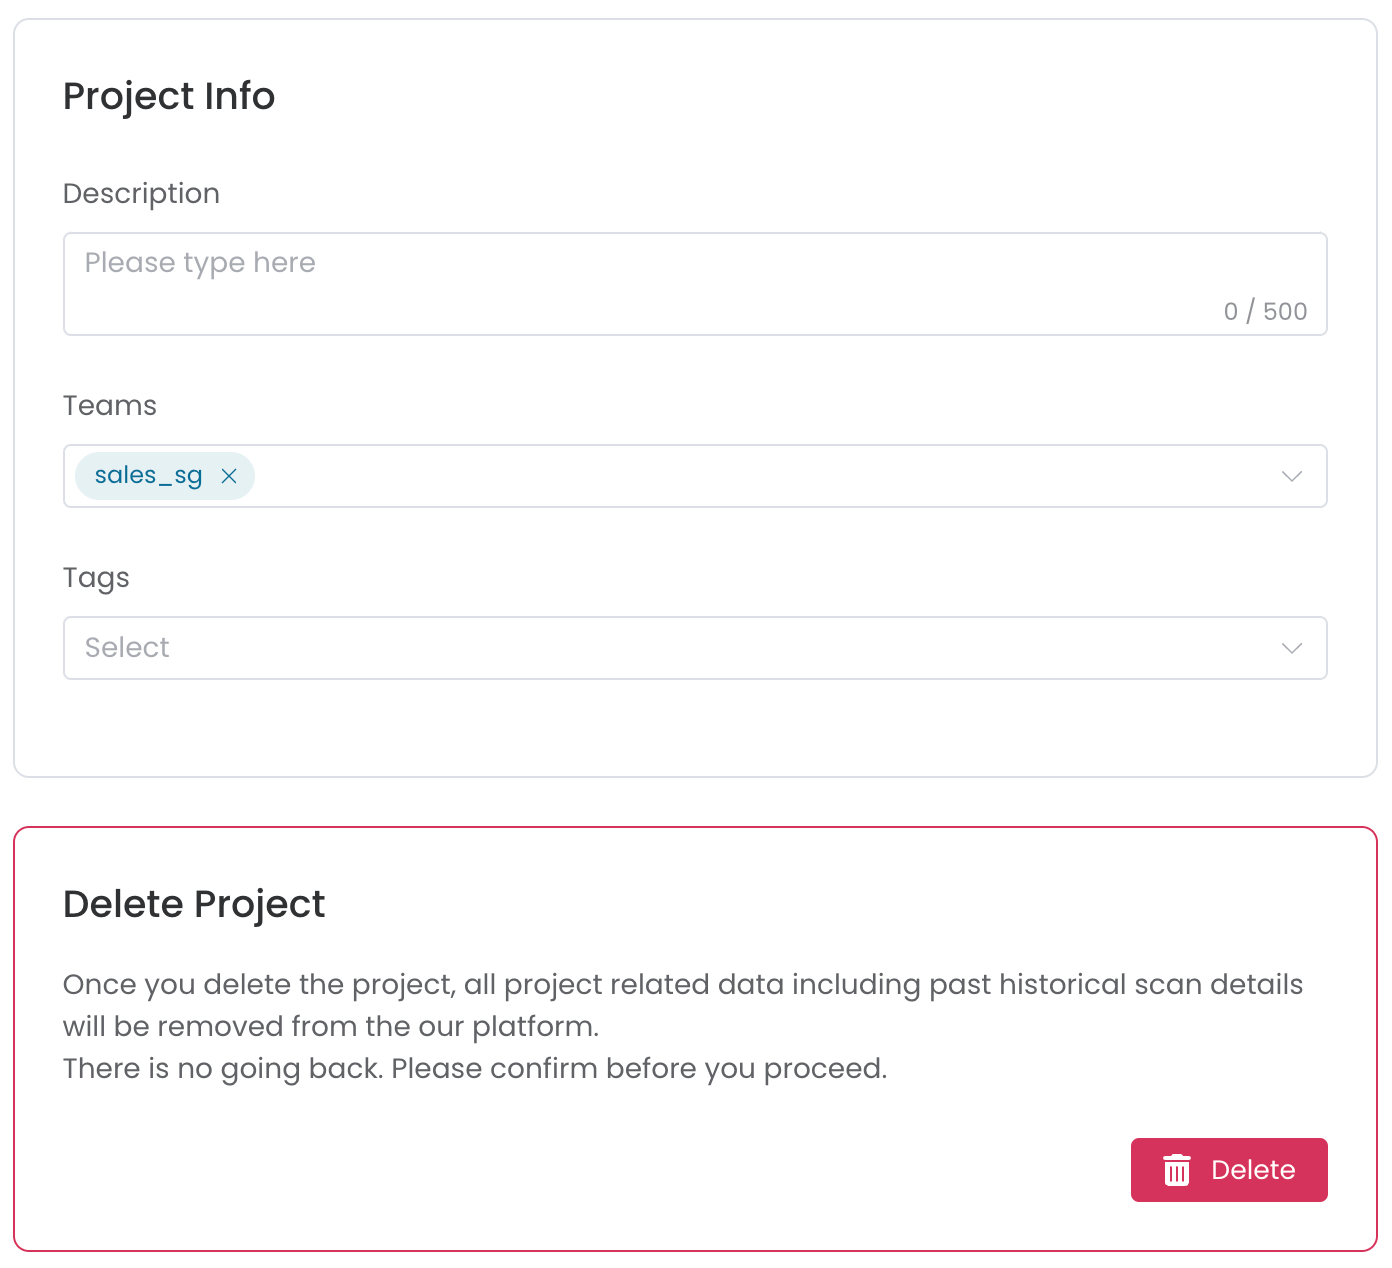 Project Info
Description
Please type here
0 / 500
Teams
sales_sg
Tags
Select
Delete Project
Once you delete the project, all project related data including past historical scan details
will be removed from the our platform.
There is no going back. Please confirm before you proceed.
Delete